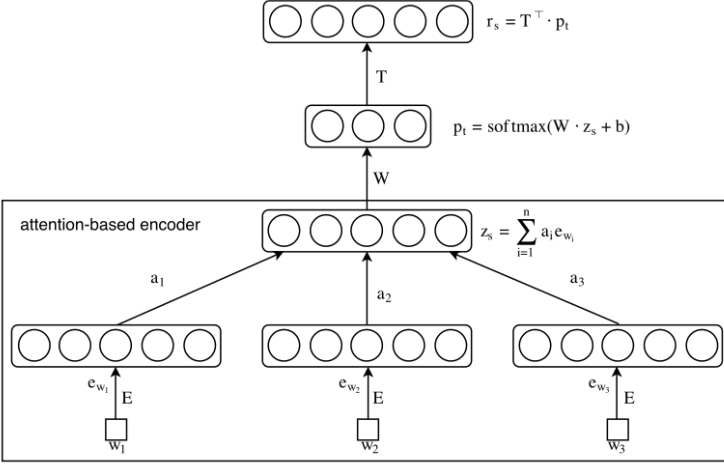 r_s = T^⊤ · p_t
T
p_t = softmax(W · z_s + b)
W
attention-based encoder
z_s = ∑_{i=1}^{n} a_i e_{w_i}
a_1
a_2
a_3
e_{w_1} E
e_{w_2} E
e_{w_3} E
w_1
w_2
w_3